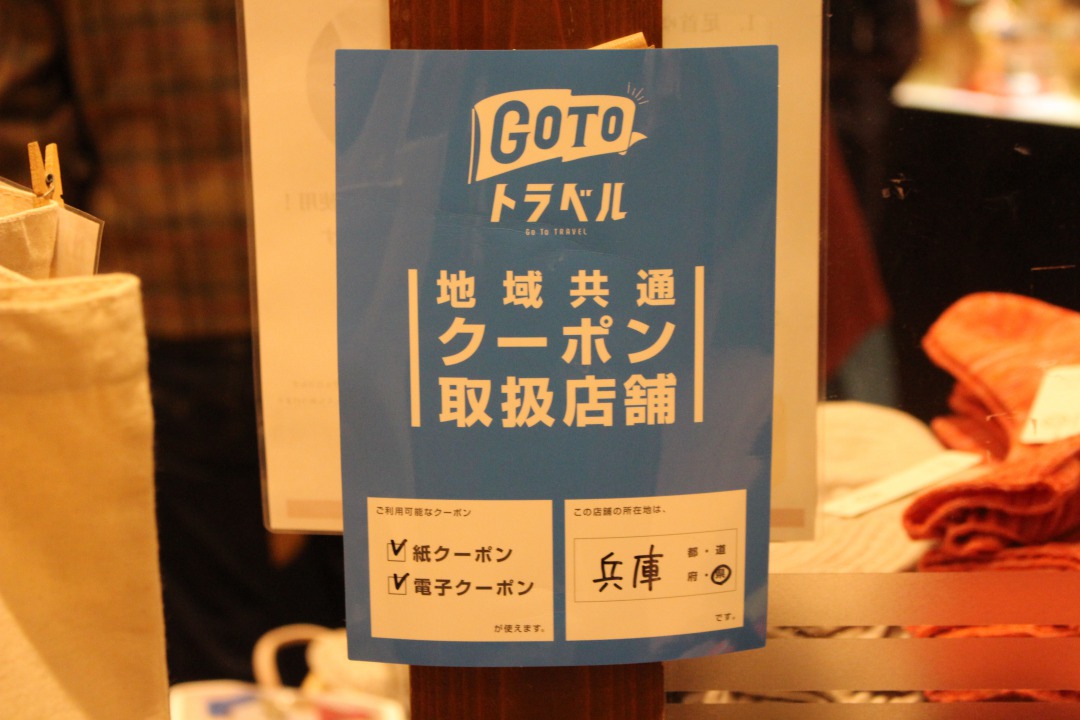 GOTO
トラベル
Go To TRAVEL
地域共通
クーポン
取扱店舗
ご利用可能なクーポン
紙クーポン
電子クーポン
が使えます。
この店舗の所在地は、
兵庫
都・道
府・県
です。